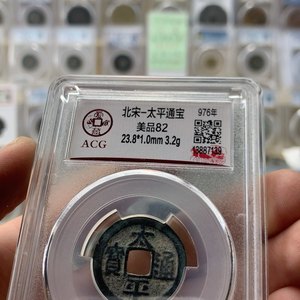 北宋-太平通宝
976年
美品82
23.8*1.0mm 3.2g
ACG
太
寶 通
平